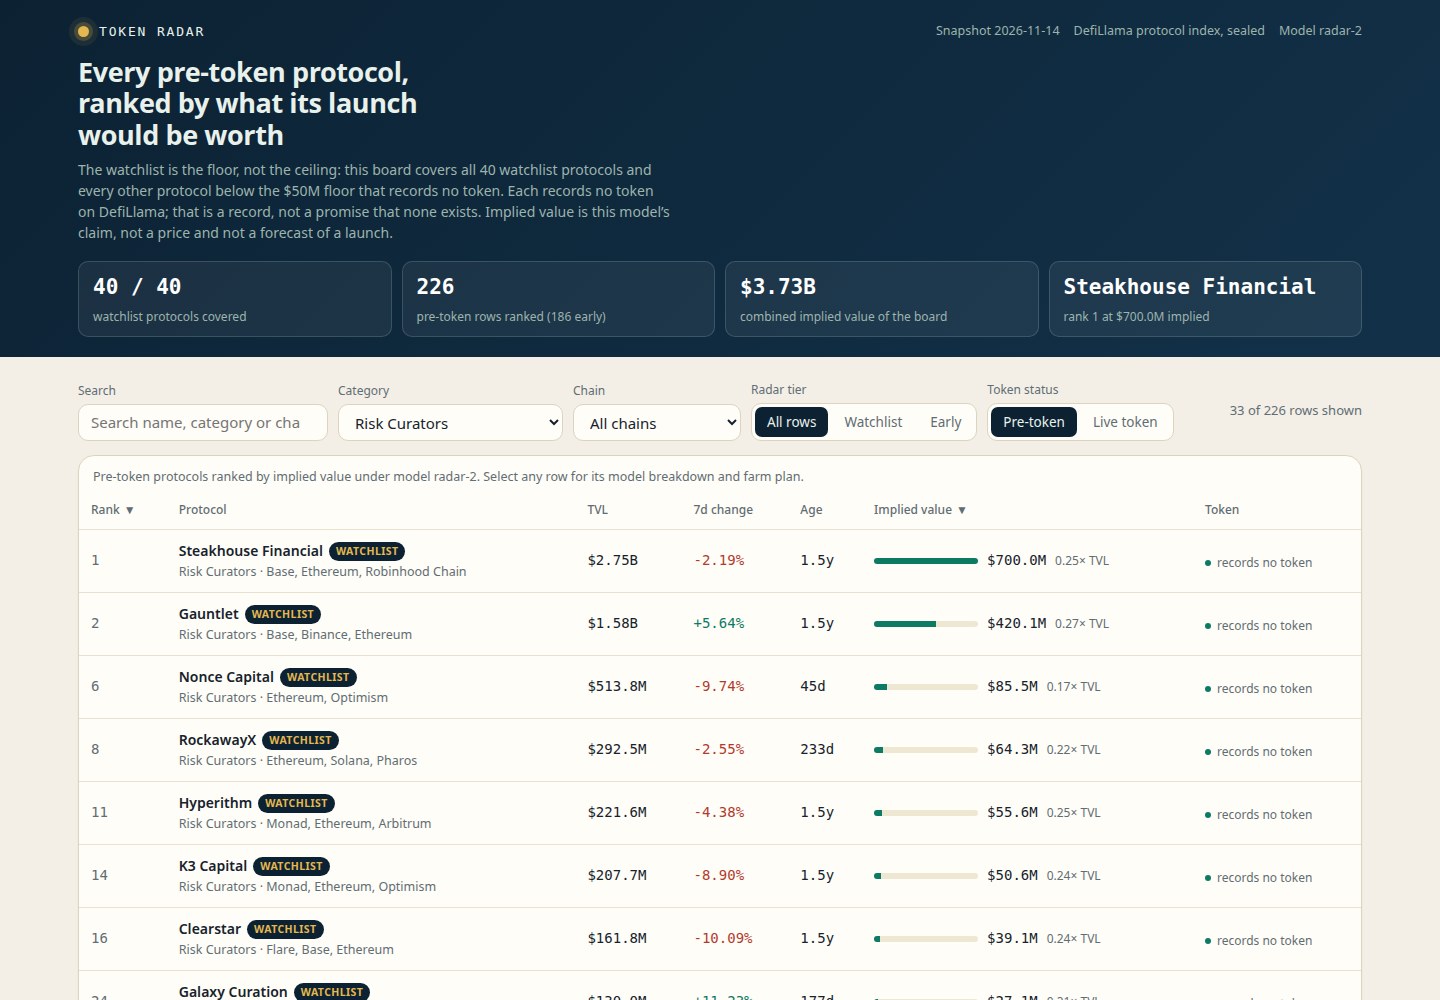 TOKEN RADAR
Snapshot 2026-11-14 DefiLlama protocol index, sealed Model radar-2
Every pre-token protocol,
ranked by what its launch
would be worth
The watchlist is the floor, not the ceiling: this board covers all 40 watchlist protocols and
every other protocol below the $50M floor that records no token. Each records no token
on DefiLlama; that is a record, not a promise that none exists. Implied value is this model's
claim, not a price and not a forecast of a launch.
40 / 40
watchlist protocols covered
226
pre-token rows ranked (186 early)
$3.73B
combined implied value of the board
Steakhouse Financial
rank 1 at $700.0M implied
Search
Search name, category or cha
Category
Risk Curators
Chain
All chains
Radar tier
All rows Watchlist Early
Token status
Pre-token Live token
33 of 226 rows shown
Pre-token protocols ranked by implied value under model radar-2. Select any row for its model breakdown and farm plan.
Rank ▼ Protocol TVL 7d change Age Implied value ▼ Token
1 Steakhouse Financial WATCHLIST $2.75B -2.19% 1.5y $700.0M 0.25× TVL records no token
Risk Curators · Base, Ethereum, Robinhood Chain
2 Gauntlet WATCHLIST $1.58B +5.64% 1.5y $420.1M 0.27× TVL records no token
Risk Curators · Base, Binance, Ethereum
6 Nonce Capital WATCHLIST $513.8M -9.74% 45d $85.5M 0.17× TVL records no token
Risk Curators · Ethereum, Optimism
8 RockawayX WATCHLIST $292.5M -2.55% 233d $64.3M 0.22× TVL records no token
Risk Curators · Ethereum, Solana, Pharos
11 Hyperithm WATCHLIST $221.6M -4.38% 1.5y $55.6M 0.25× TVL records no token
Risk Curators · Monad, Ethereum, Arbitrum
14 K3 Capital WATCHLIST $207.7M -8.90% 1.5y $50.6M 0.24× TVL records no token
Risk Curators · Monad, Ethereum, Optimism
16 Clearstar WATCHLIST $161.8M -10.09% 1.5y $39.1M 0.24× TVL records no token
Risk Curators · Flare, Base, Ethereum
Galaxy Curation WATCHLIST